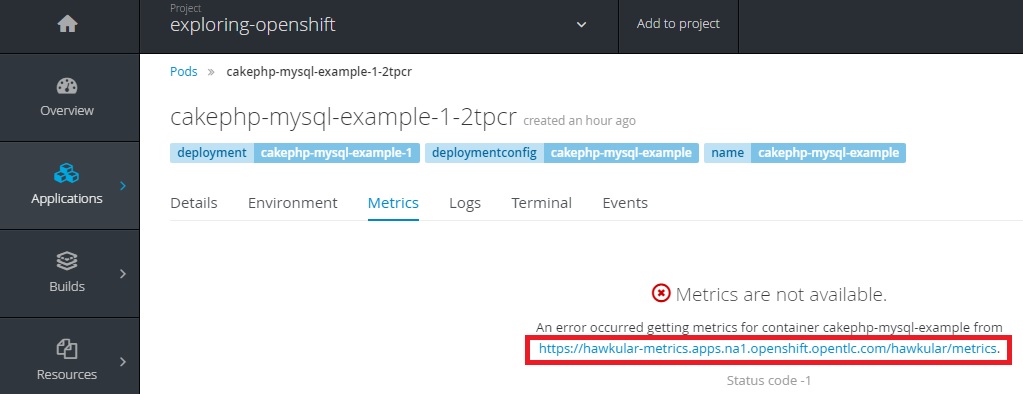 Project
exploring-openshift
Add to project
Overview
Applications
Builds
Resources
Pods » cakephp-mysql-example-1-2tpcr
cakephp-mysql-example-1-2tpcr created an hour ago
deployment cakephp-mysql-example-1 deploymentconfig cakephp-mysql-example name cakephp-mysql-example
Details Environment Metrics Logs Terminal Events
Metrics are not available.
An error occurred getting metrics for container cakephp-mysql-example from
https://hawkular-metrics.apps.na1.openshift.opentlc.com/hawkular/metrics.
Status code -1